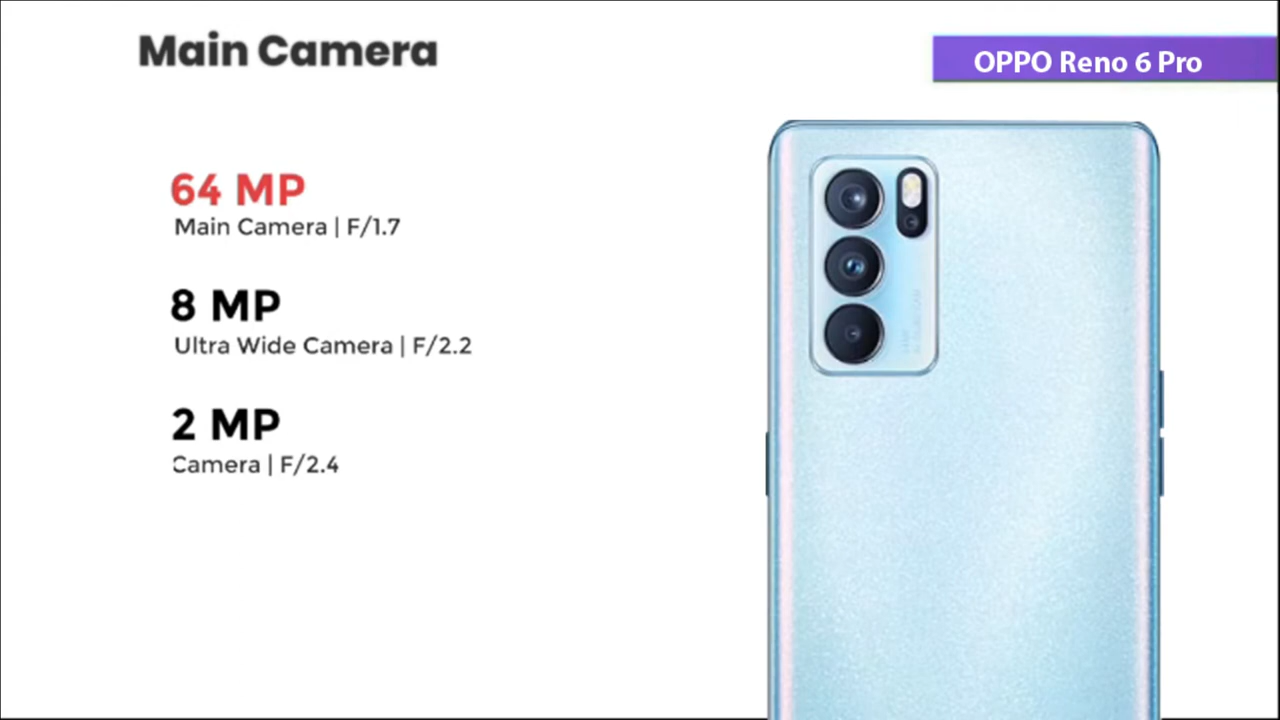 Main Camera
OPPO Reno 6 Pro
64 MP
Main Camera | F/1.7
8 MP
Ultra Wide Camera | F/2.2
2 MP
Camera | F/2.4